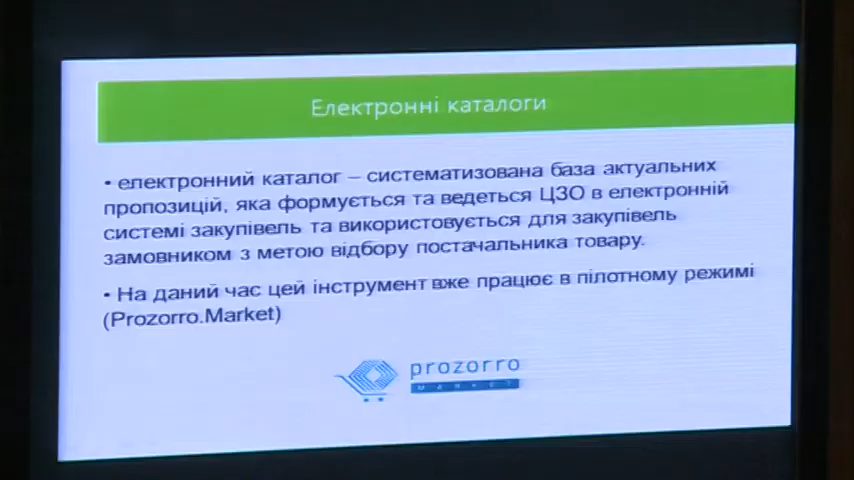 Електронні каталоги
• електронний каталог – систематизована база актуальних
пропозицій, яка формується та ведеться ЦЗО в електронній
системі закупівель та використовується для закупівель
замовником з метою відбору постачальника товару.
• На даний час цей інструмент вже працює в пілотному режимі
(Prozorro.Market)
prozorro
MARKET